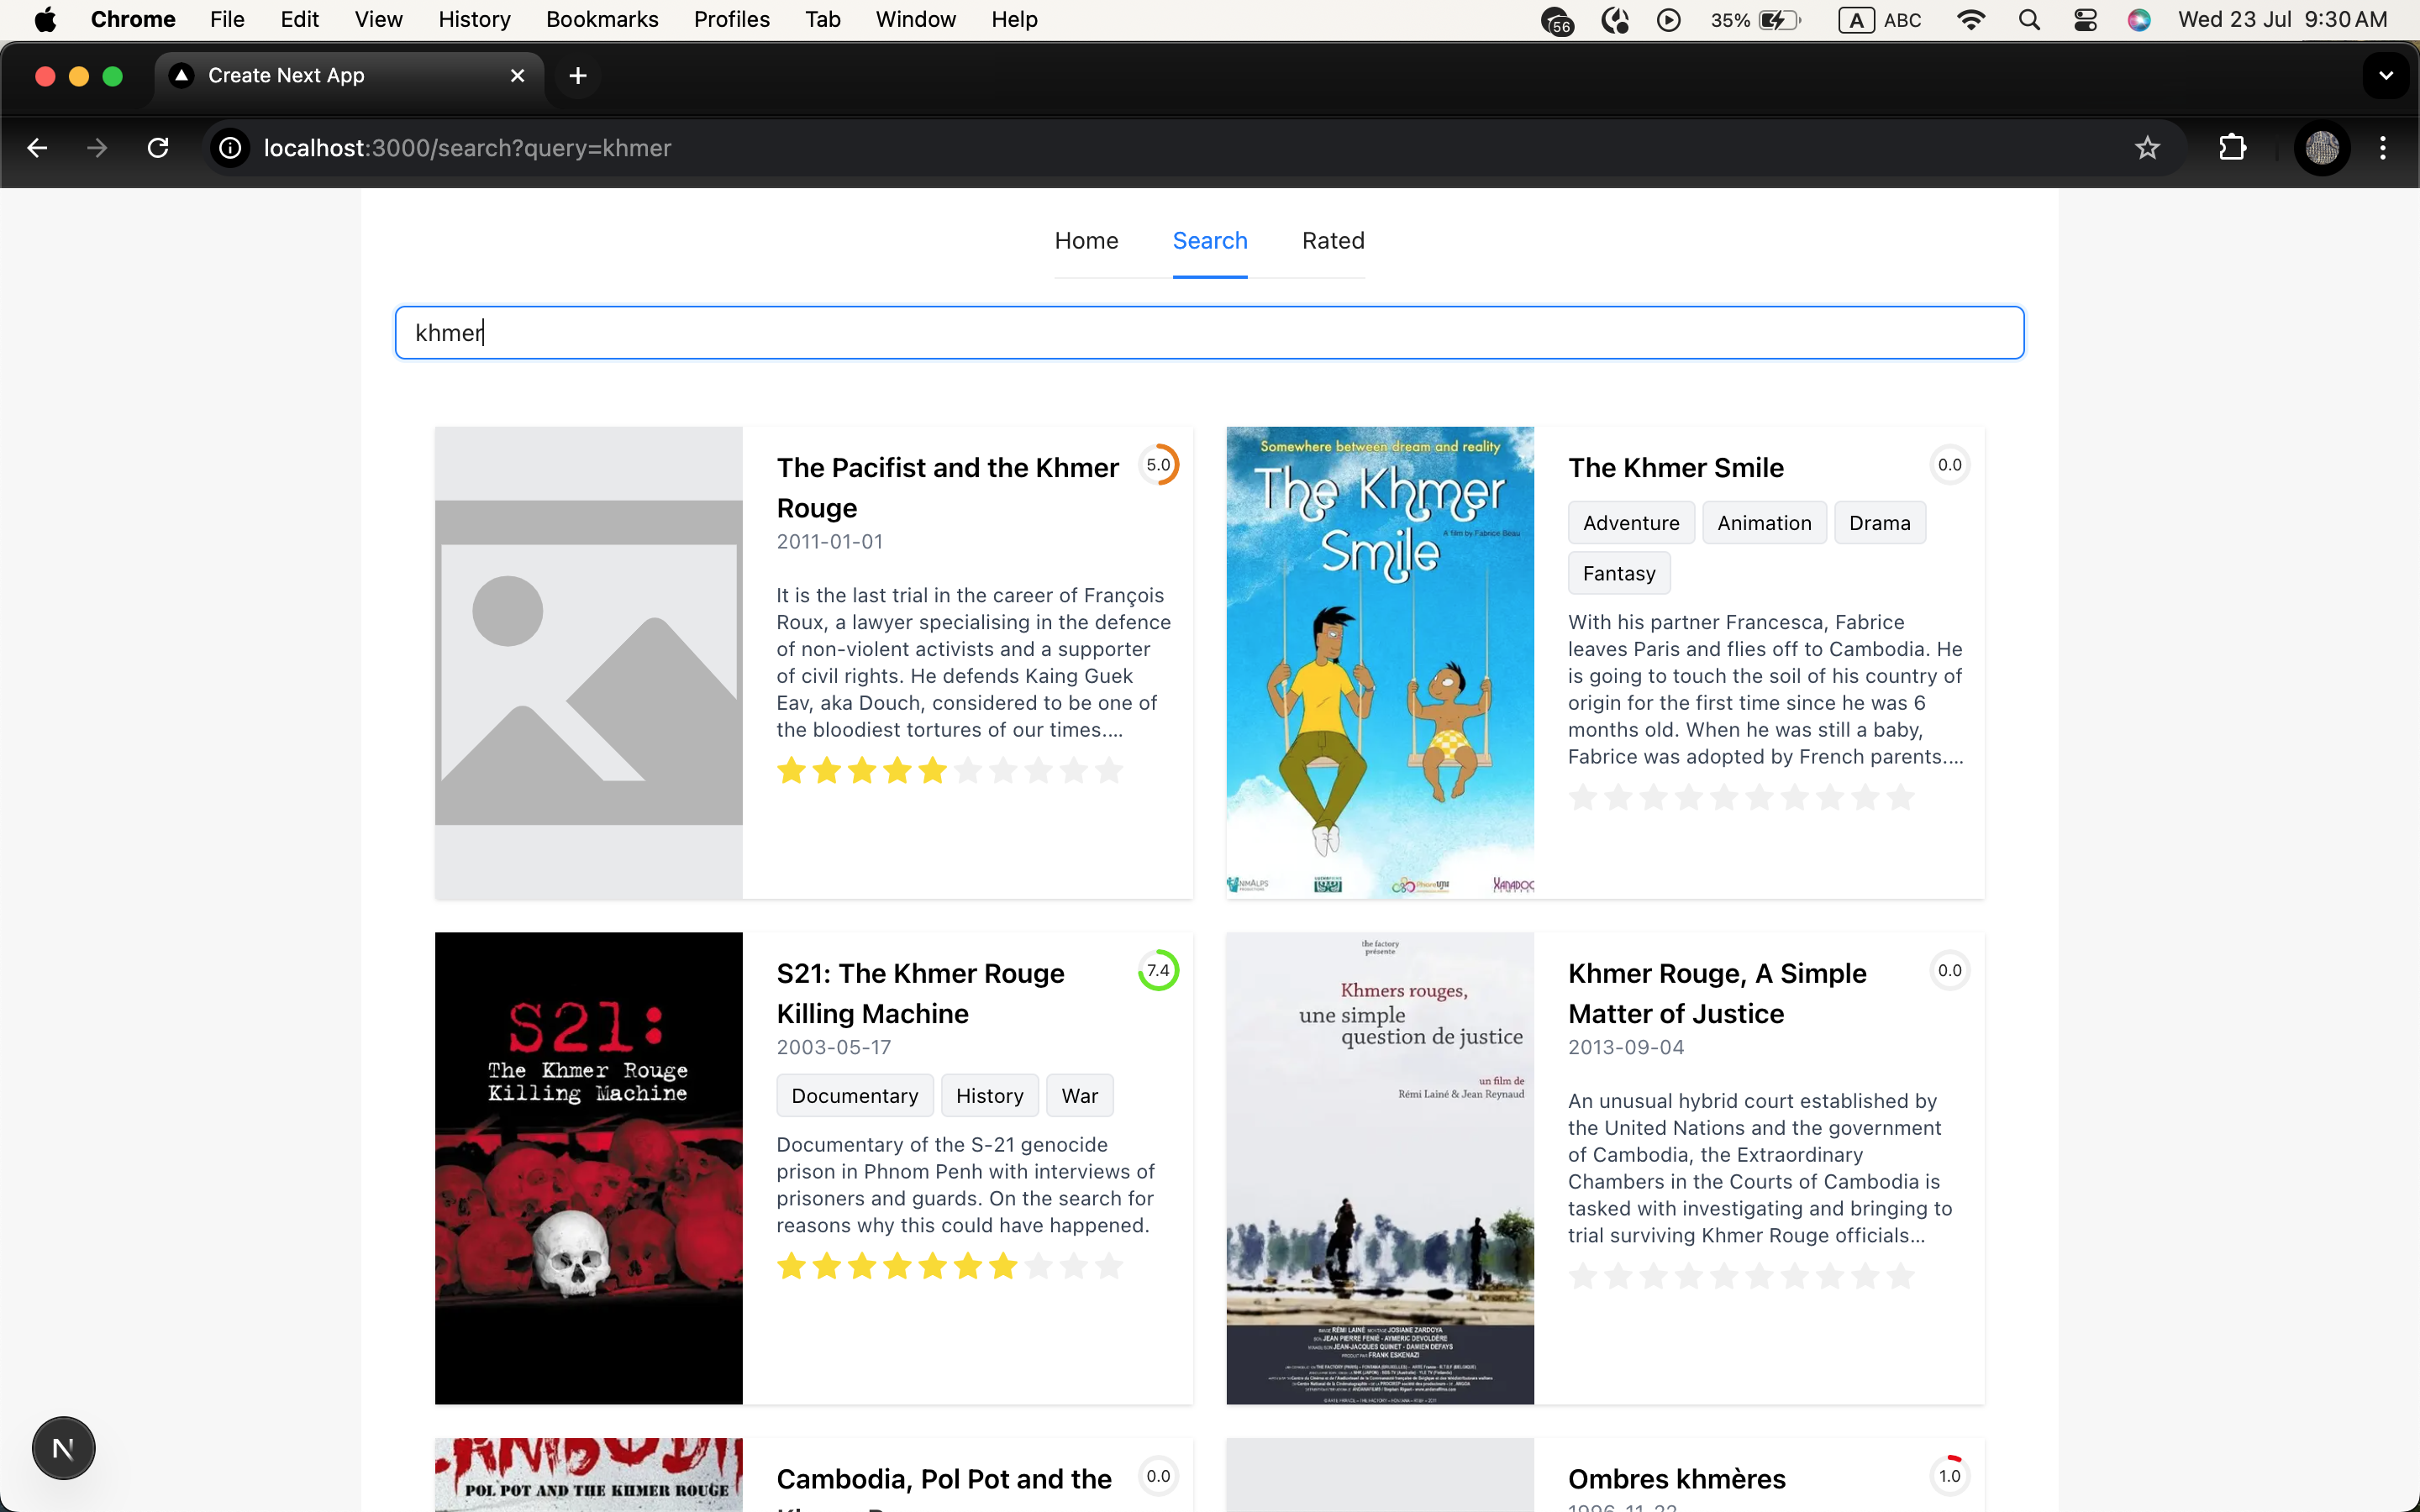 Chrome File Edit View History Bookmarks Profiles Tab Window Help 56 35% A ABC Wed 23 Jul 9:30 AM
Create Next App
localhost:3000/search?query=khmer
Home Search Rated
khmer
The Pacifist and the Khmer
Rouge
5.0
2011-01-01
It is the last trial in the career of François
Roux, a lawyer specialising in the defence
of non-violent activists and a supporter
of civil rights. He defends Kaing Guek
Eav, aka Douch, considered to be one of
the bloodiest tortures of our times....
Somewhere between dream and reality
The Khmer
Smile
A film by Fabrice Beau
The Khmer Smile
0.0
Adventure Animation Drama
Fantasy
With his partner Francesca, Fabrice
leaves Paris and flies off to Cambodia. He
is going to touch the soil of his country of
origin for the first time since he was 6
months old. When he was still a baby,
Fabrice was adopted by French parents....
S21:
The Khmer Rouge
Killing Machine
S21: The Khmer Rouge
Killing Machine
7.4
2003-05-17
Documentary History War
Documentary of the S-21 genocide
prison in Phnom Penh with interviews of
prisoners and guards. On the search for
reasons why this could have happened.
the factory
présente
Khmers rouges,
une simple
question de justice
un film de
Rémi Lainé & Jean Reynaud
Khmer Rouge, A Simple
Matter of Justice
0.0
2013-09-04
An unusual hybrid court established by
the United Nations and the government
of Cambodia, the Extraordinary
Chambers in the Courts of Cambodia is
tasked with investigating and bringing to
trial surviving Khmer Rouge officials...
POL POT AND THE KHMER ROUGE
Cambodia, Pol Pot and the
0.0
Ombres khmères
1.0
1996-11-23
N